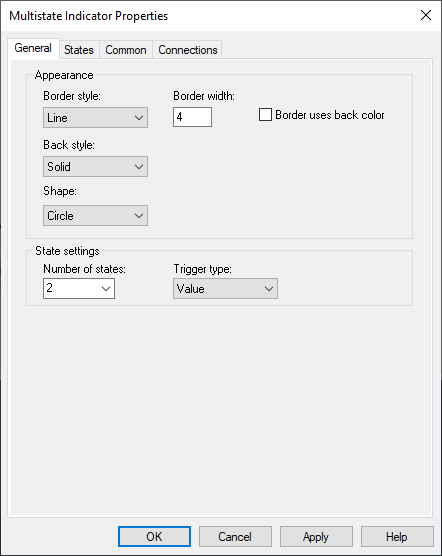 Multistate Indicator Properties
General States Common Connections
Appearance
Border style: Border width:
Line 4 Border uses back color
Back style:
Solid
Shape:
Circle
State settings
Number of states: Trigger type:
2 Value
OK Cancel Apply Help